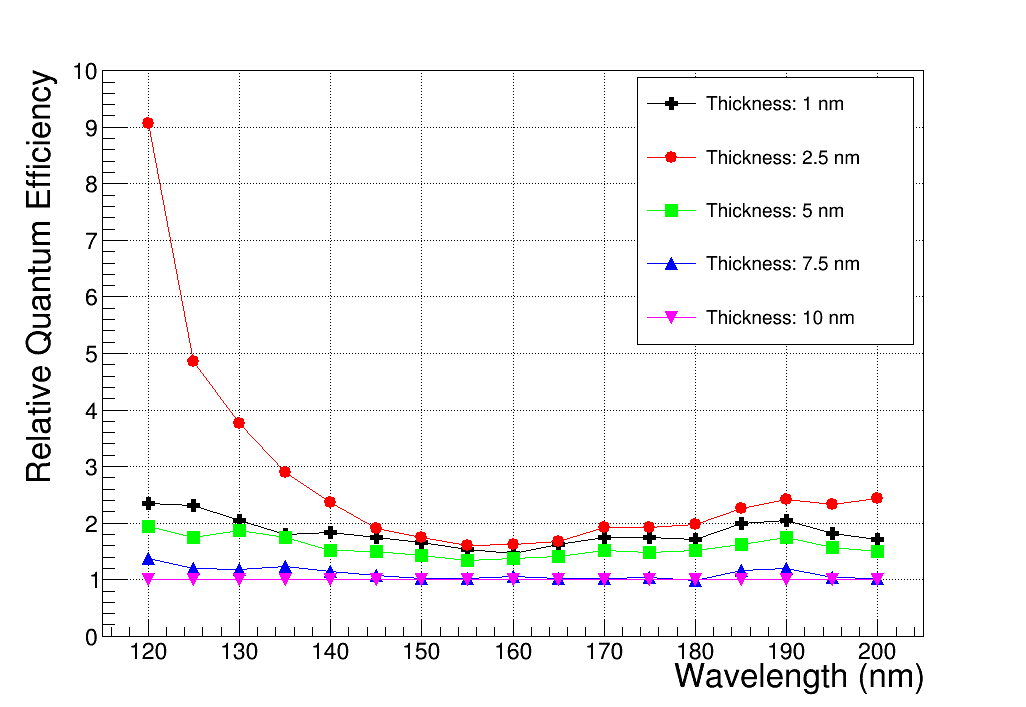 Relative Quantum Efficiency
10
9
8
7
6
5
4
3
2
1
0
Thickness: 1 nm
Thickness: 2.5 nm
Thickness: 5 nm
Thickness: 7.5 nm
Thickness: 10 nm
120 130 140 150 160 170 180 190 200
Wavelength (nm)